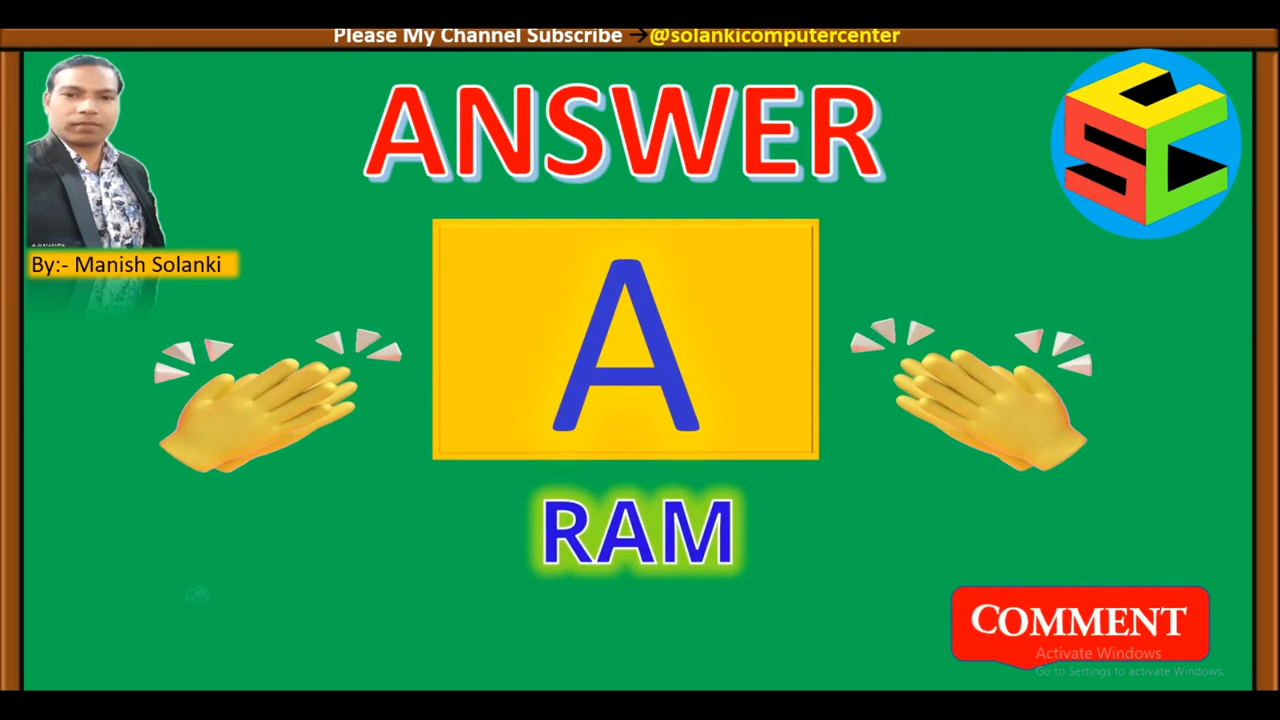 Please My Channel Subscribe →@solankicomputercenter
ANSWER
SCC
By:- Manish Solanki
A
RAM
COMMENT
Activate Windows
Go to Settings to activate Windows.